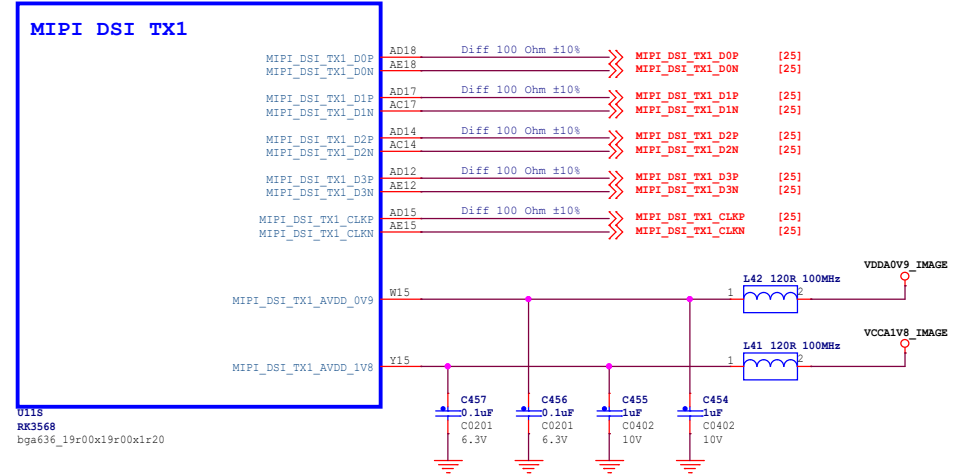 MIPI DSI TX1
MIPI_DSI_TX1_D0P AD18 Diff 100 Ohm ±10% MIPI_DSI_TX1_D0P [25]
MIPI_DSI_TX1_D0N AE18 MIPI_DSI_TX1_D0N [25]
MIPI_DSI_TX1_D1P AD17 Diff 100 Ohm ±10% MIPI_DSI_TX1_D1P [25]
MIPI_DSI_TX1_D1N AC17 MIPI_DSI_TX1_D1N [25]
MIPI_DSI_TX1_D2P AD14 Diff 100 Ohm ±10% MIPI_DSI_TX1_D2P [25]
MIPI_DSI_TX1_D2N AC14 MIPI_DSI_TX1_D2N [25]
MIPI_DSI_TX1_D3P AD12 Diff 100 Ohm ±10% MIPI_DSI_TX1_D3P [25]
MIPI_DSI_TX1_D3N AE12 MIPI_DSI_TX1_D3N [25]
MIPI_DSI_TX1_CLKP AD15 Diff 100 Ohm ±10% MIPI_DSI_TX1_CLKP [25]
MIPI_DSI_TX1_CLKN AE15 MIPI_DSI_TX1_CLKN [25]
VDDA0V9_IMAGE
L42 120R 100MHz
MIPI_DSI_TX1_AVDD_0V9 W15 1 2
VCCA1V8_IMAGE
L41 120R 100MHz
MIPI_DSI_TX1_AVDD_1V8 Y15 1 2
C457 C456 C455 C454
0.1uF 0.1uF 1uF 1uF
C0201 C0201 C0402 C0402
6.3V 6.3V 10V 10V
U11S
RK3568
bga636_19r00x19r00x1r20